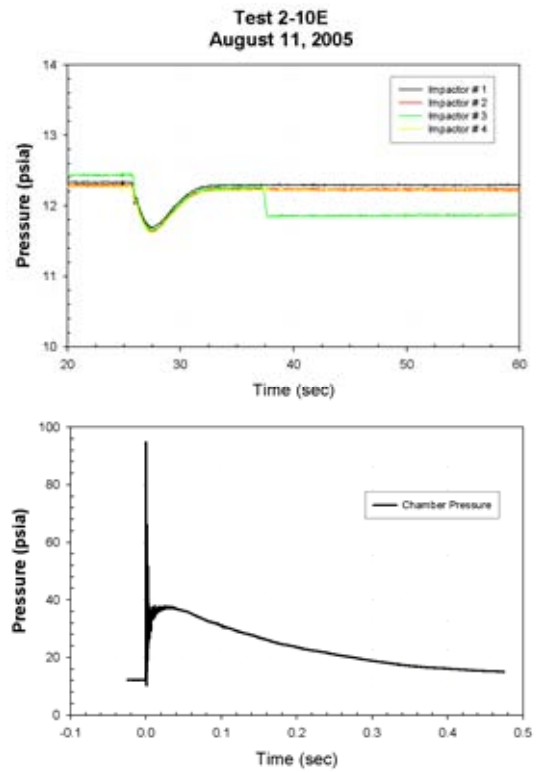 Test 2-10E
August 11, 2005
14
13
12
11
10
Pressure (psia)
Impactor # 1
Impactor # 2
Impactor # 3
Impactor # 4
20
30
40
50
60
Time (sec)
100
80
60
40
20
0
Pressure (psia)
Chamber Pressure
-0.1
0.0
0.1
0.2
0.3
0.4
0.5
Time (sec)